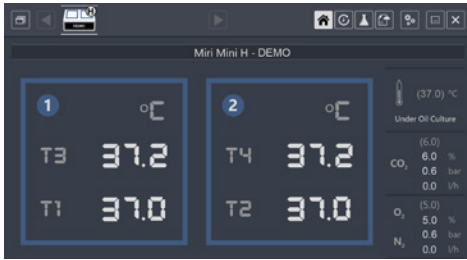 H
DEMO
Miri Mini H - DEMO
1 °C
T3 37.2
T1 37.0
2 °C
T4 37.2
T2 37.0
(37.0) °C
Under Oil Culture
(6.0)
CO₂ 6.0 %
0.6 bar
0.0 l/h
(5.0)
O₂ 5.0 %
N₂ 0.6 bar
0.0 l/h